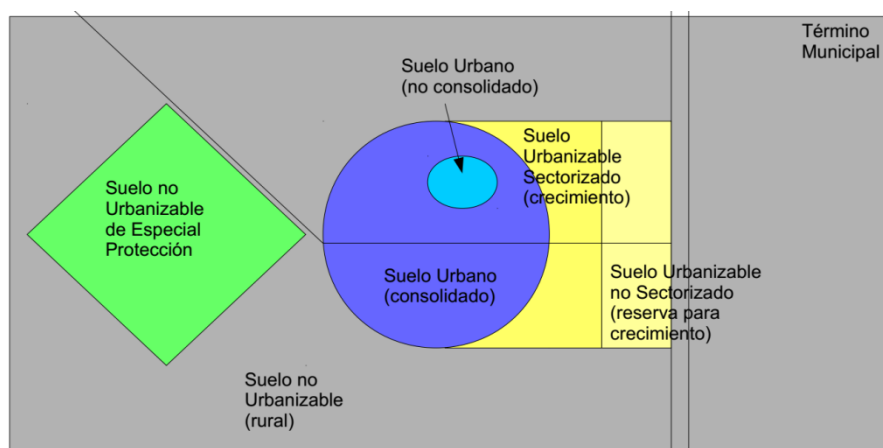 Término
Municipal
Suelo Urbano
(no consolidado)
Suelo
Urbanizable
Sectorizado
(crecimiento)
Suelo no
Urbanizable
de Especial
Protección
Suelo Urbano
(consolidado)
Suelo Urbanizable
no Sectorizado
(reserva para
crecimiento)
Suelo no
Urbanizable
(rural)